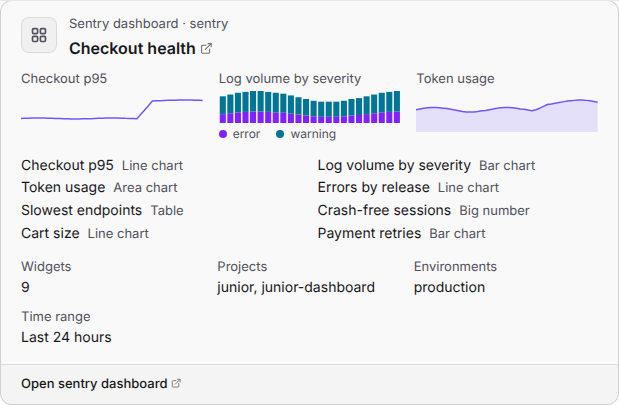 Sentry dashboard · sentry
Checkout health
Checkout p95
Log volume by severity
Token usage
error warning
Checkout p95 Line chart
Log volume by severity Bar chart
Token usage Area chart
Errors by release Line chart
Slowest endpoints Table
Crash-free sessions Big number
Cart size Line chart
Payment retries Bar chart
Widgets
9
Projects
junior, junior-dashboard
Environments
production
Time range
Last 24 hours
Open sentry dashboard